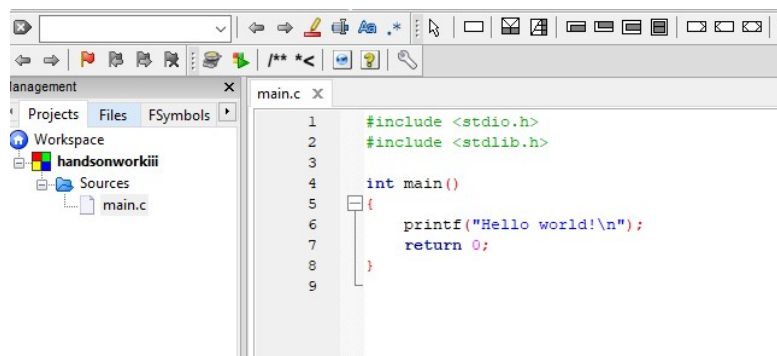 Aa .*
/** *<
lanagement X
main.c X
Projects Files FSymbols
Workspace
handsonworkiii
Sources
main.c
1 #include <stdio.h>
2 #include <stdlib.h>
3
4 int main()
5 {
6 printf("Hello world!\n");
7 return 0;
8 }
9